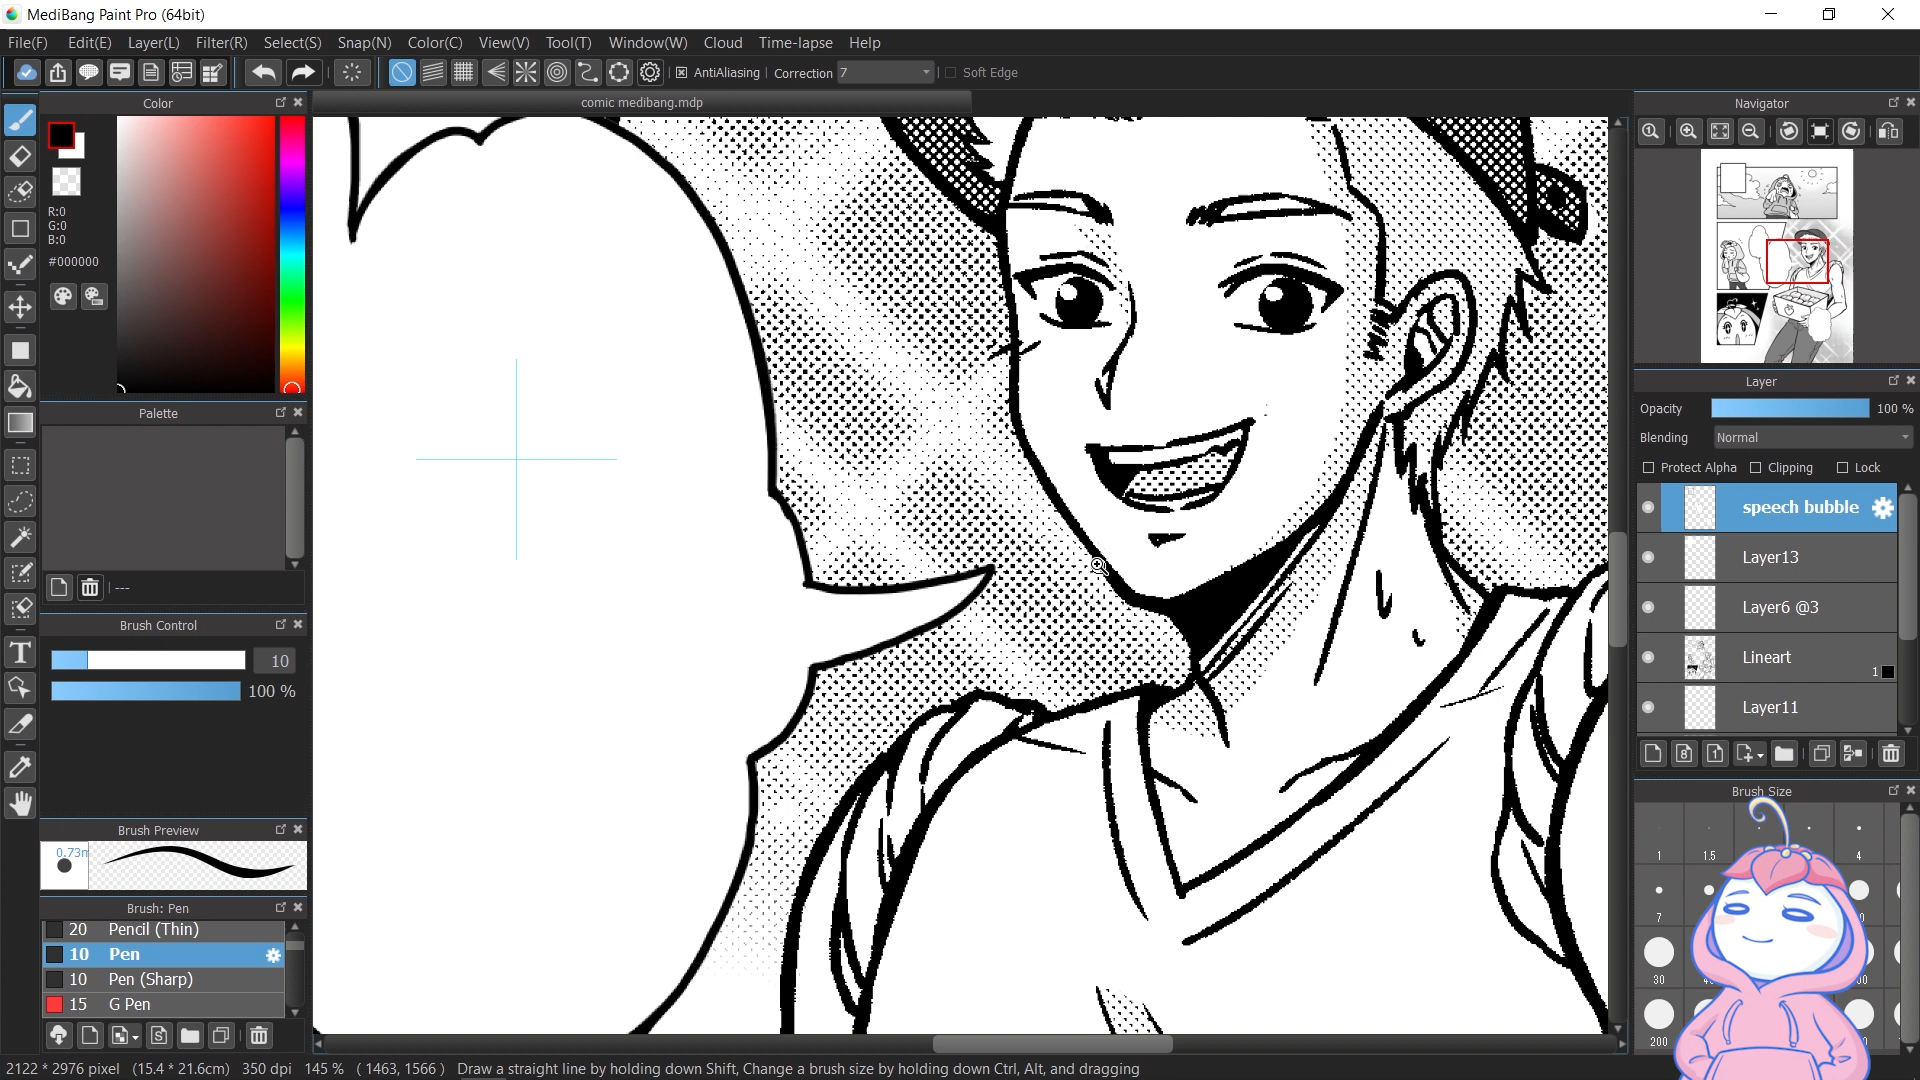 MediBang Paint Pro (64bit)
File(F) Edit(E) Layer(L) Filter(R) Select(S) Snap(N) Color(C) View(V) Tool(T) Window(W) Cloud Time-lapse Help
AntiAliasing Correction 7 Soft Edge
Color
comic medibang.mdp
Navigator
R:0
G:0
B:0
#000000
Palette
---
Brush Control
10
100 %
Brush Preview
Brush: Pen
20 Pencil (Thin)
10 Pen
10 Pen (Sharp)
15 G Pen
Layer
Opacity 100 %
Blending Normal
Protect Alpha Clipping Lock
speech bubble
Layer13
Layer6 @3
Lineart
1
Layer11
Brush Size
1 1.5 4
7
30
200
2122 * 2976 pixel (15.4 * 21.6cm) 350 dpi 145 % ( 1463, 1566 ) Draw a straight line by holding down Shift, Change a brush size by holding down Ctrl, Alt, and dragging